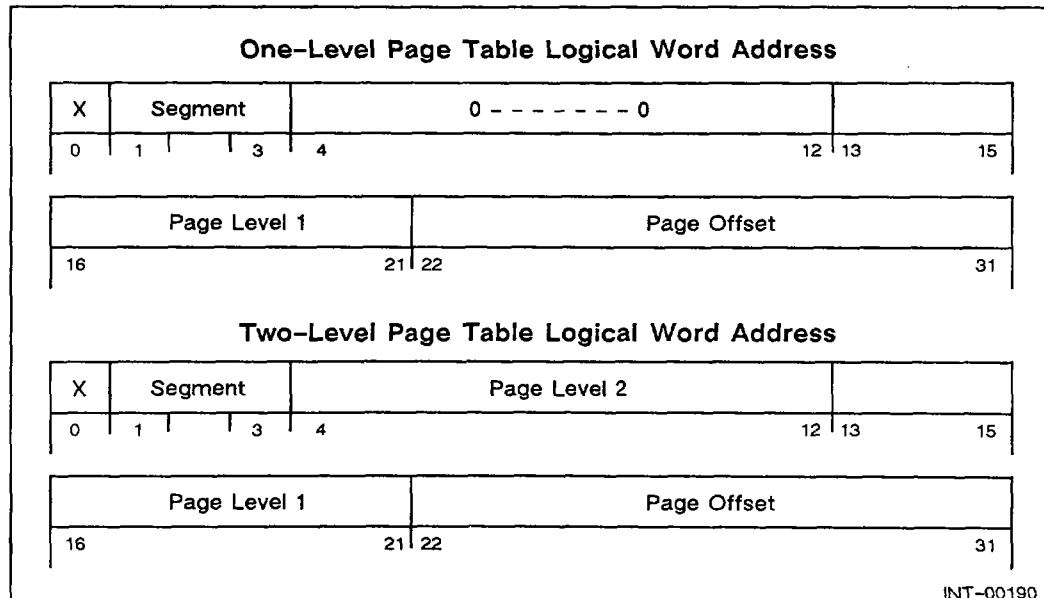 One-Level Page Table Logical Word Address
X Segment 0 - - - - - - - 0
0 1 3 4 12 13 15
Page Level 1 Page Offset
16 21 22 31
Two-Level Page Table Logical Word Address
X Segment Page Level 2
0 1 3 4 12 13 15
Page Level 1 Page Offset
16 21 22 31
INT-00190